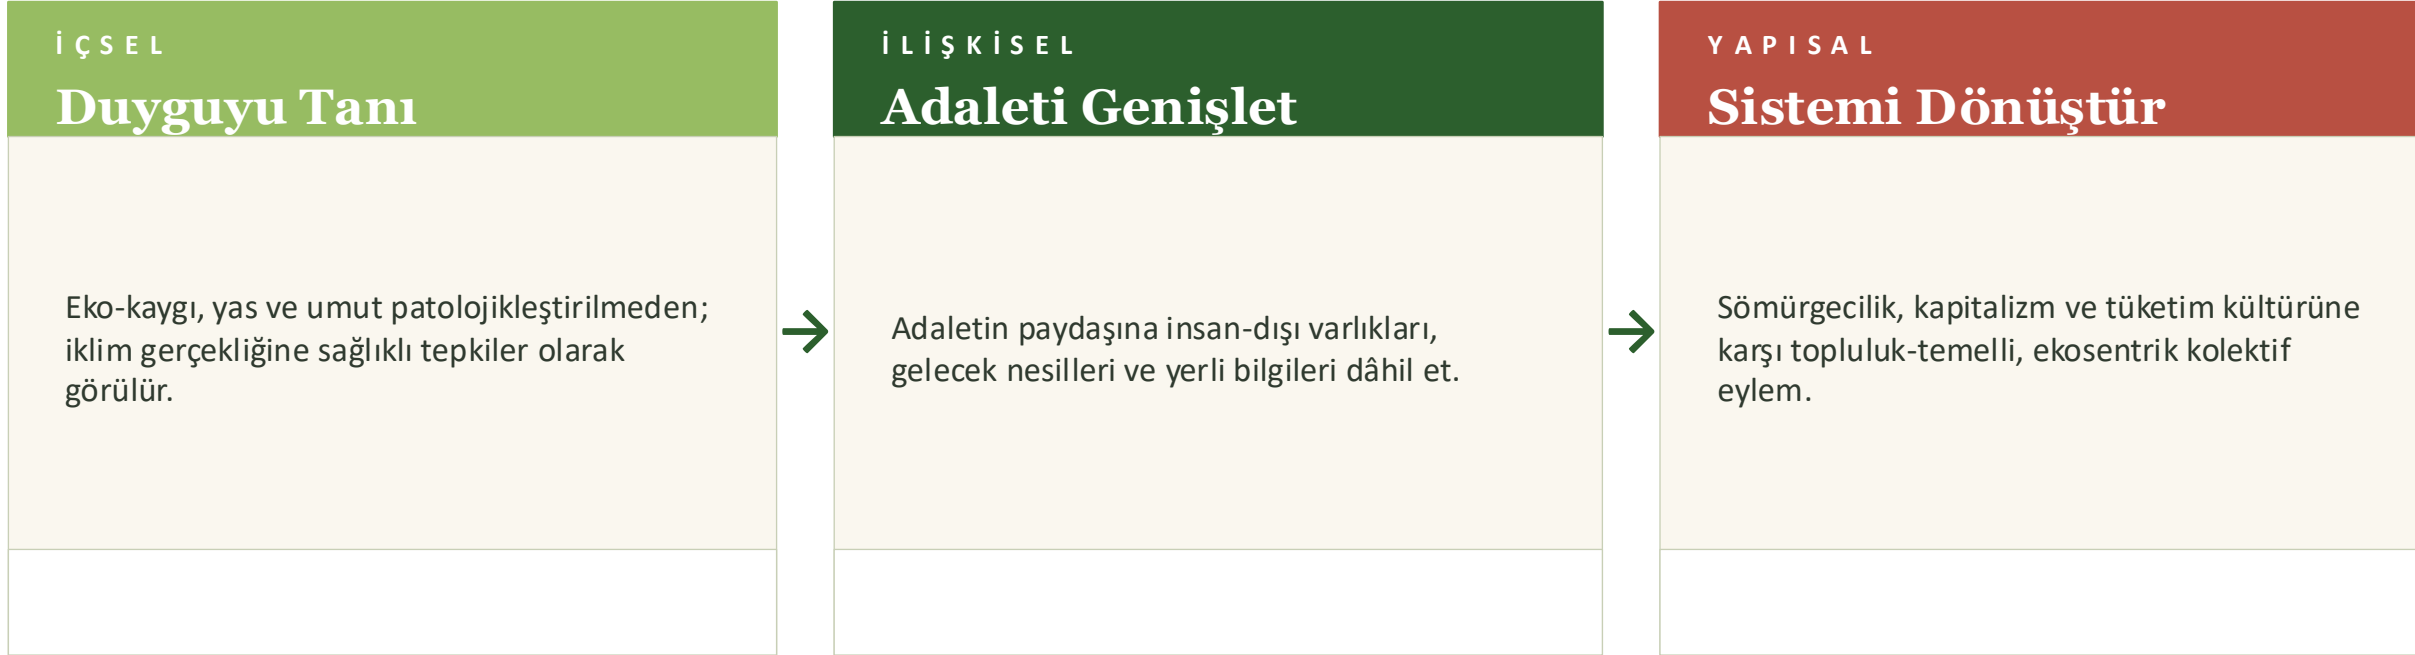 İÇSEL
Duyguyu Tanı
Eko-kaygı, yas ve umut patolojikleştirilmeden;
iklim gerçekliğine sağlıklı tepkiler olarak
görülür.
İLİŞKİSEL
Adaleti Genişlet
Adaletin paydaşına insan-dışı varlıkları,
gelecek nesilleri ve yerli bilgileri dâhil et.
YAPISAL
Sistemi Dönüştür
Sömürgecilik, kapitalizm ve tüketim kültürüne
karşı topluluk-temelli, ekosentrik kolektif
eylem.